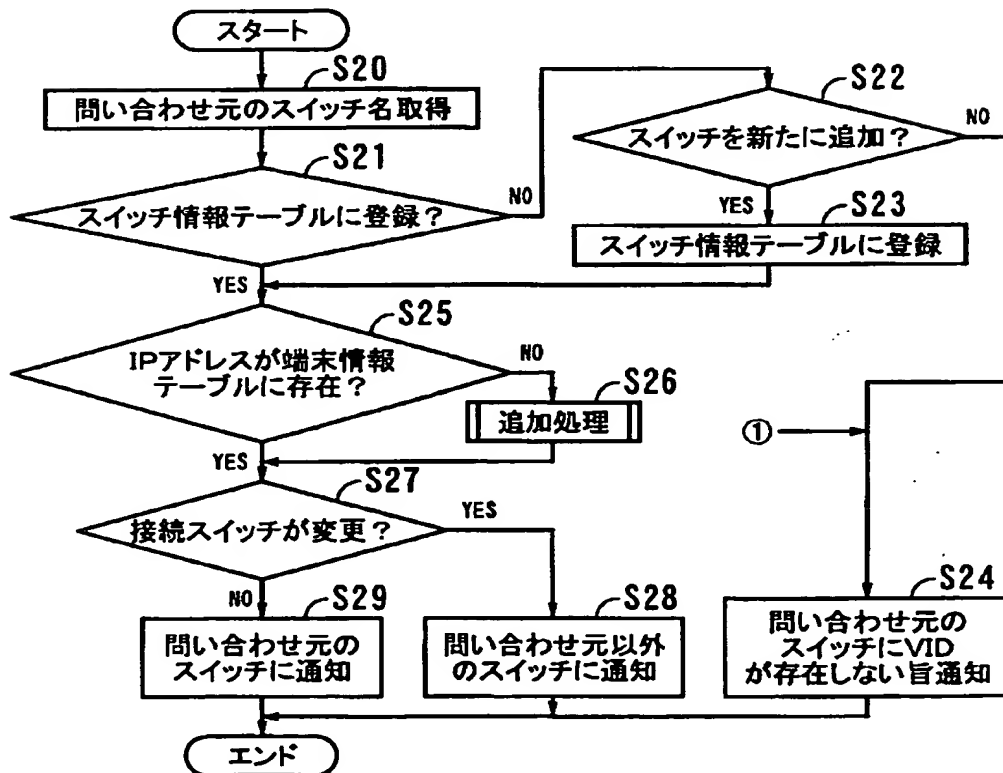 スタート
S20
問い合わせ元のスイッチ名取得
S21
スイッチ情報テーブルに登録？
NO
S22
スイッチを新たに追加？
NO
YES
S23
スイッチ情報テーブルに登録
YES
S25
IPアドレスが端末情報
テーブルに存在？
NO
S26
追加処理
①
YES
S27
接続スイッチが変更？
YES
NO
S29
問い合わせ元の
スイッチに通知
S28
問い合わせ元以外
のスイッチに通知
S24
問い合わせ元の
スイッチにVID
が存在しない旨通知
エンド